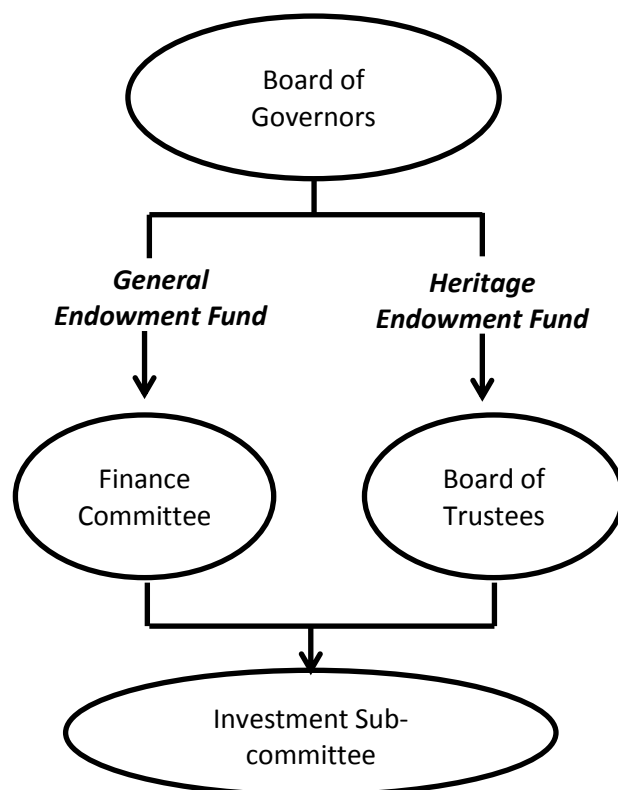 Board of
Governors
General
Endowment Fund
Heritage
Endowment Fund
Finance
Committee
Board of
Trustees
Investment Sub-
committee